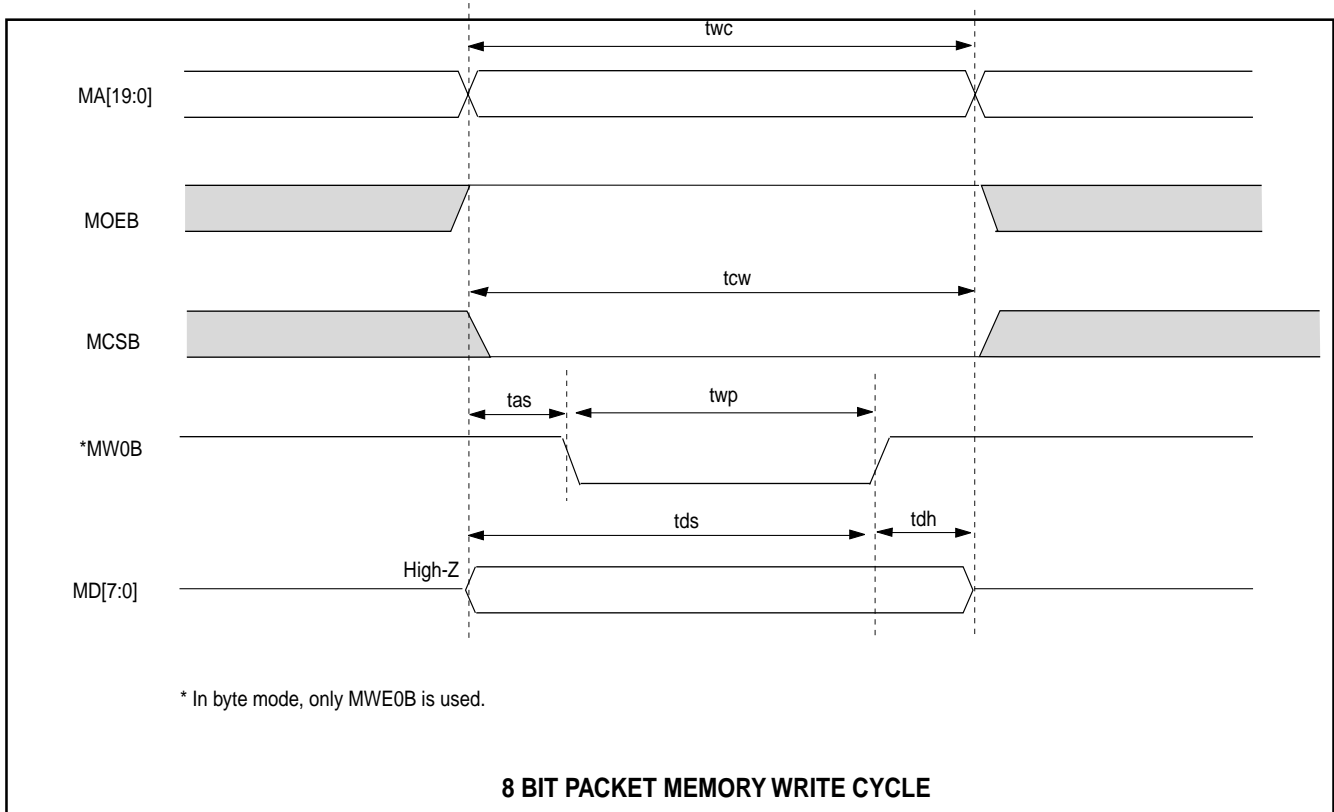 twc
MA[19:0]
MOEB
tcw
MCSB
tas
twp
*MW0B
tds
tdh
High-Z
MD[7:0]
* In byte mode, only MWE0B is used.
8 BIT PACKET MEMORY WRITE CYCLE